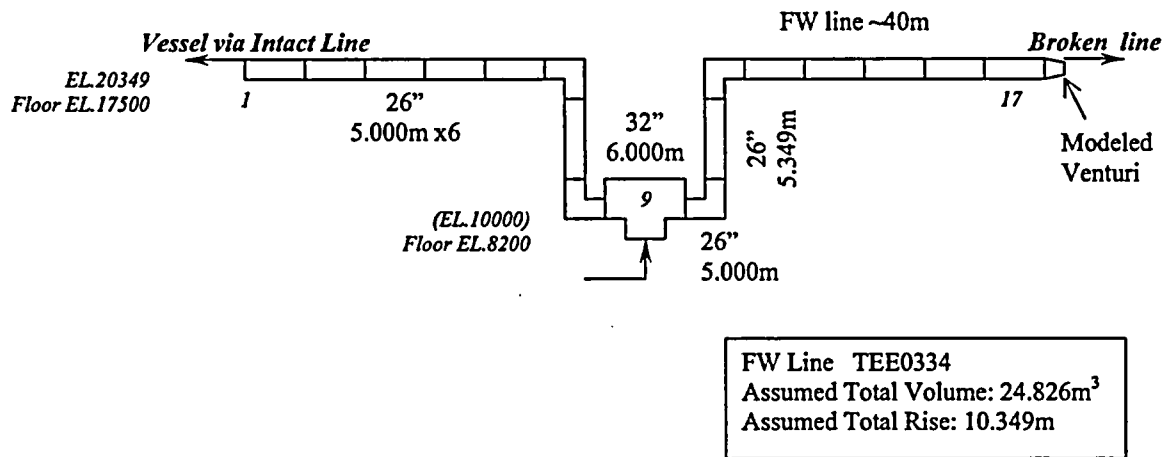 FW line ~40m
Vessel via Intact Line
Broken line
EL.20349
Floor EL.17500
1
26"
5.000m x6
32"
6.000m
26"
5.349m
17
Modeled
Venturi
9
(EL.10000)
Floor EL.8200
26"
5.000m
FW Line TEE0334
Assumed Total Volume: 24.826m³
Assumed Total Rise: 10.349m